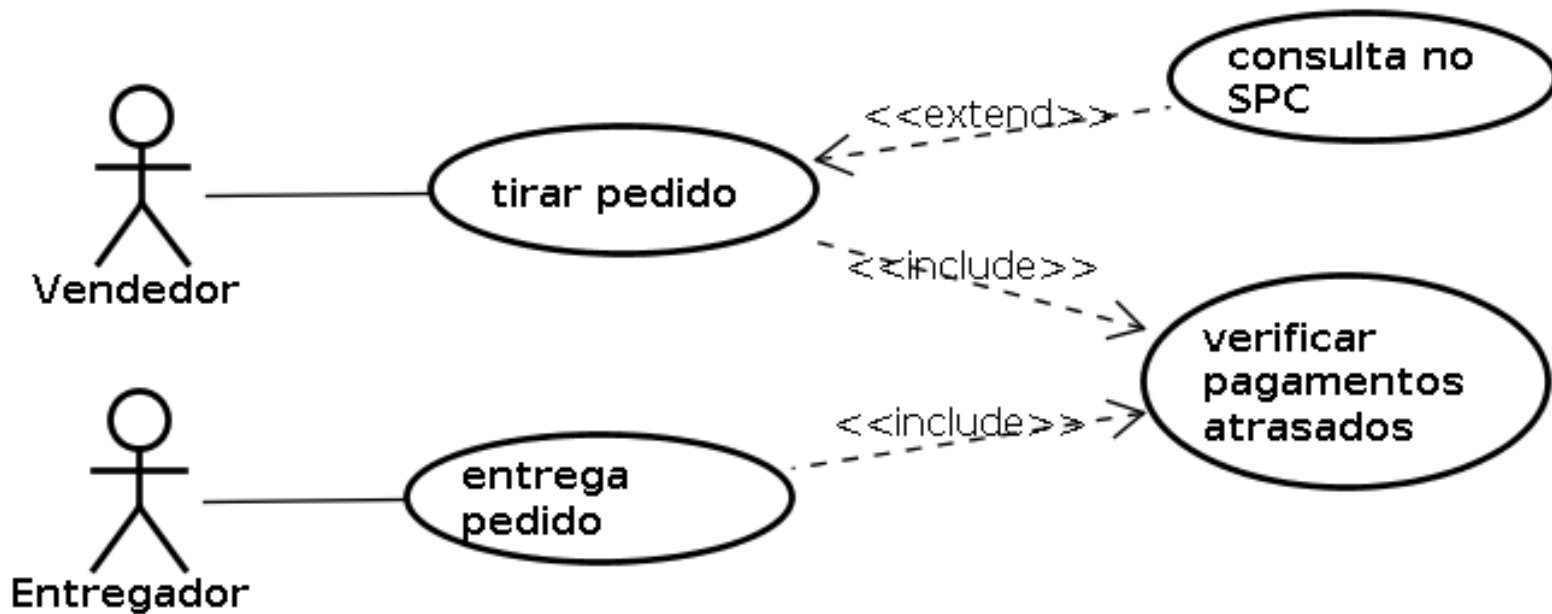 consulta no
SPC
<<extend>>
tirar pedido
Vendedor
<<include>>
verificar
pagamentos
atrasados
<<include>>
entrega
pedido
Entregador